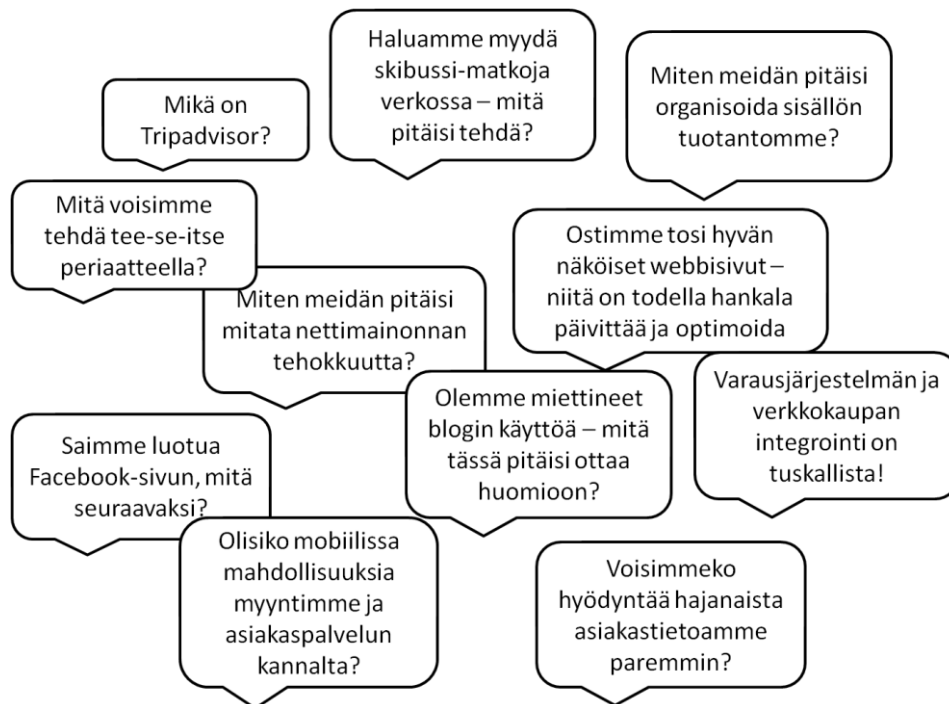 Haluamme myydä
skibussi-matkoja
verkossa – mitä
pitäisi tehdä?
Miten meidän pitäisi
organisoida sisällön
tuotantomme?
Mikä on
Tripadvisor?
Mitä voisimme
tehdä tee-se-itse
periaatteella?
Ostimme tosi hyvän
näköiset webbisivut –
niitä on todella hankala
päivittää ja optimoida
Miten meidän pitäisi
mitata nettimainonnan
tehokkuutta?
Varausjärjestelmän ja
verkkokaupan
integrointi on
tuskallista!
Olemme miettineet
blogin käyttöä – mitä
tässä pitäisi ottaa
huomioon?
Saimme luotua
Facebook-sivun, mitä
seuraavaksi?
Olisiko mobiilissa
mahdollisuuksia
myyntimme ja
asiakaspalvelun
kannalta?
Voisimmeko
hyödyntää hajanaista
asiakastietoamme
paremmin?